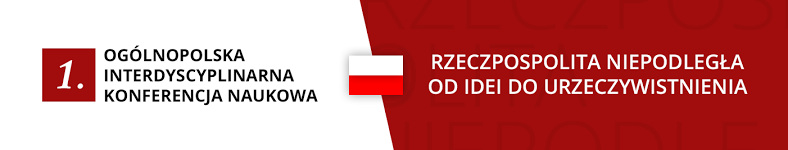 1.
OGÓLNOPOLSKA
INTERDYSCYPLINARNA
KONFERENCJA NAUKOWA
RZECZPOSPOLITA NIEPODLEGŁA
OD IDEI DO URZECZYWISTNIENIA